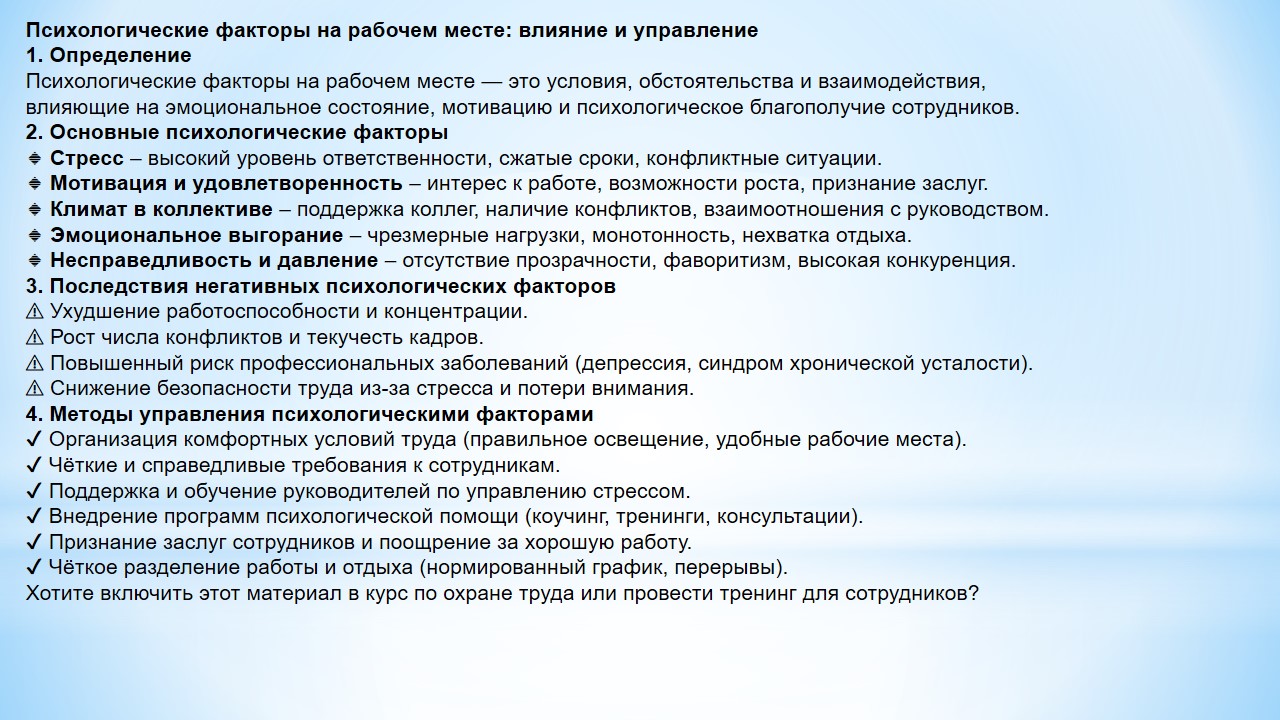 Психологические факторы на рабочем месте: влияние и управление
1. Определение
Психологические факторы на рабочем месте — это условия, обстоятельства и взаимодействия,
влияющие на эмоциональное состояние, мотивацию и психологическое благополучие сотрудников.
2. Основные психологические факторы
🔹 Стресс – высокий уровень ответственности, сжатые сроки, конфликтные ситуации.
🔹 Мотивация и удовлетворенность – интерес к работе, возможности роста, признание заслуг.
🔹 Климат в коллективе – поддержка коллег, наличие конфликтов, взаимоотношения с руководством.
🔹 Эмоциональное выгорание – чрезмерные нагрузки, монотонность, нехватка отдыха.
🔹 Несправедливость и давление – отсутствие прозрачности, фаворитизм, высокая конкуренция.
3. Последствия негативных психологических факторов
⚠ Ухудшение работоспособности и концентрации.
⚠ Рост числа конфликтов и текучесть кадров.
⚠ Повышенный риск профессиональных заболеваний (депрессия, синдром хронической усталости).
⚠ Снижение безопасности труда из-за стресса и потери внимания.
4. Методы управления психологическими факторами
✔ Организация комфортных условий труда (правильное освещение, удобные рабочие места).
✔ Чёткие и справедливые требования к сотрудникам.
✔ Поддержка и обучение руководителей по управлению стрессом.
✔ Внедрение программ психологической помощи (коучинг, тренинги, консультации).
✔ Признание заслуг сотрудников и поощрение за хорошую работу.
✔ Чёткое разделение работы и отдыха (нормированный график, перерывы).
Хотите включить этот материал в курс по охране труда или провести тренинг для сотрудников?